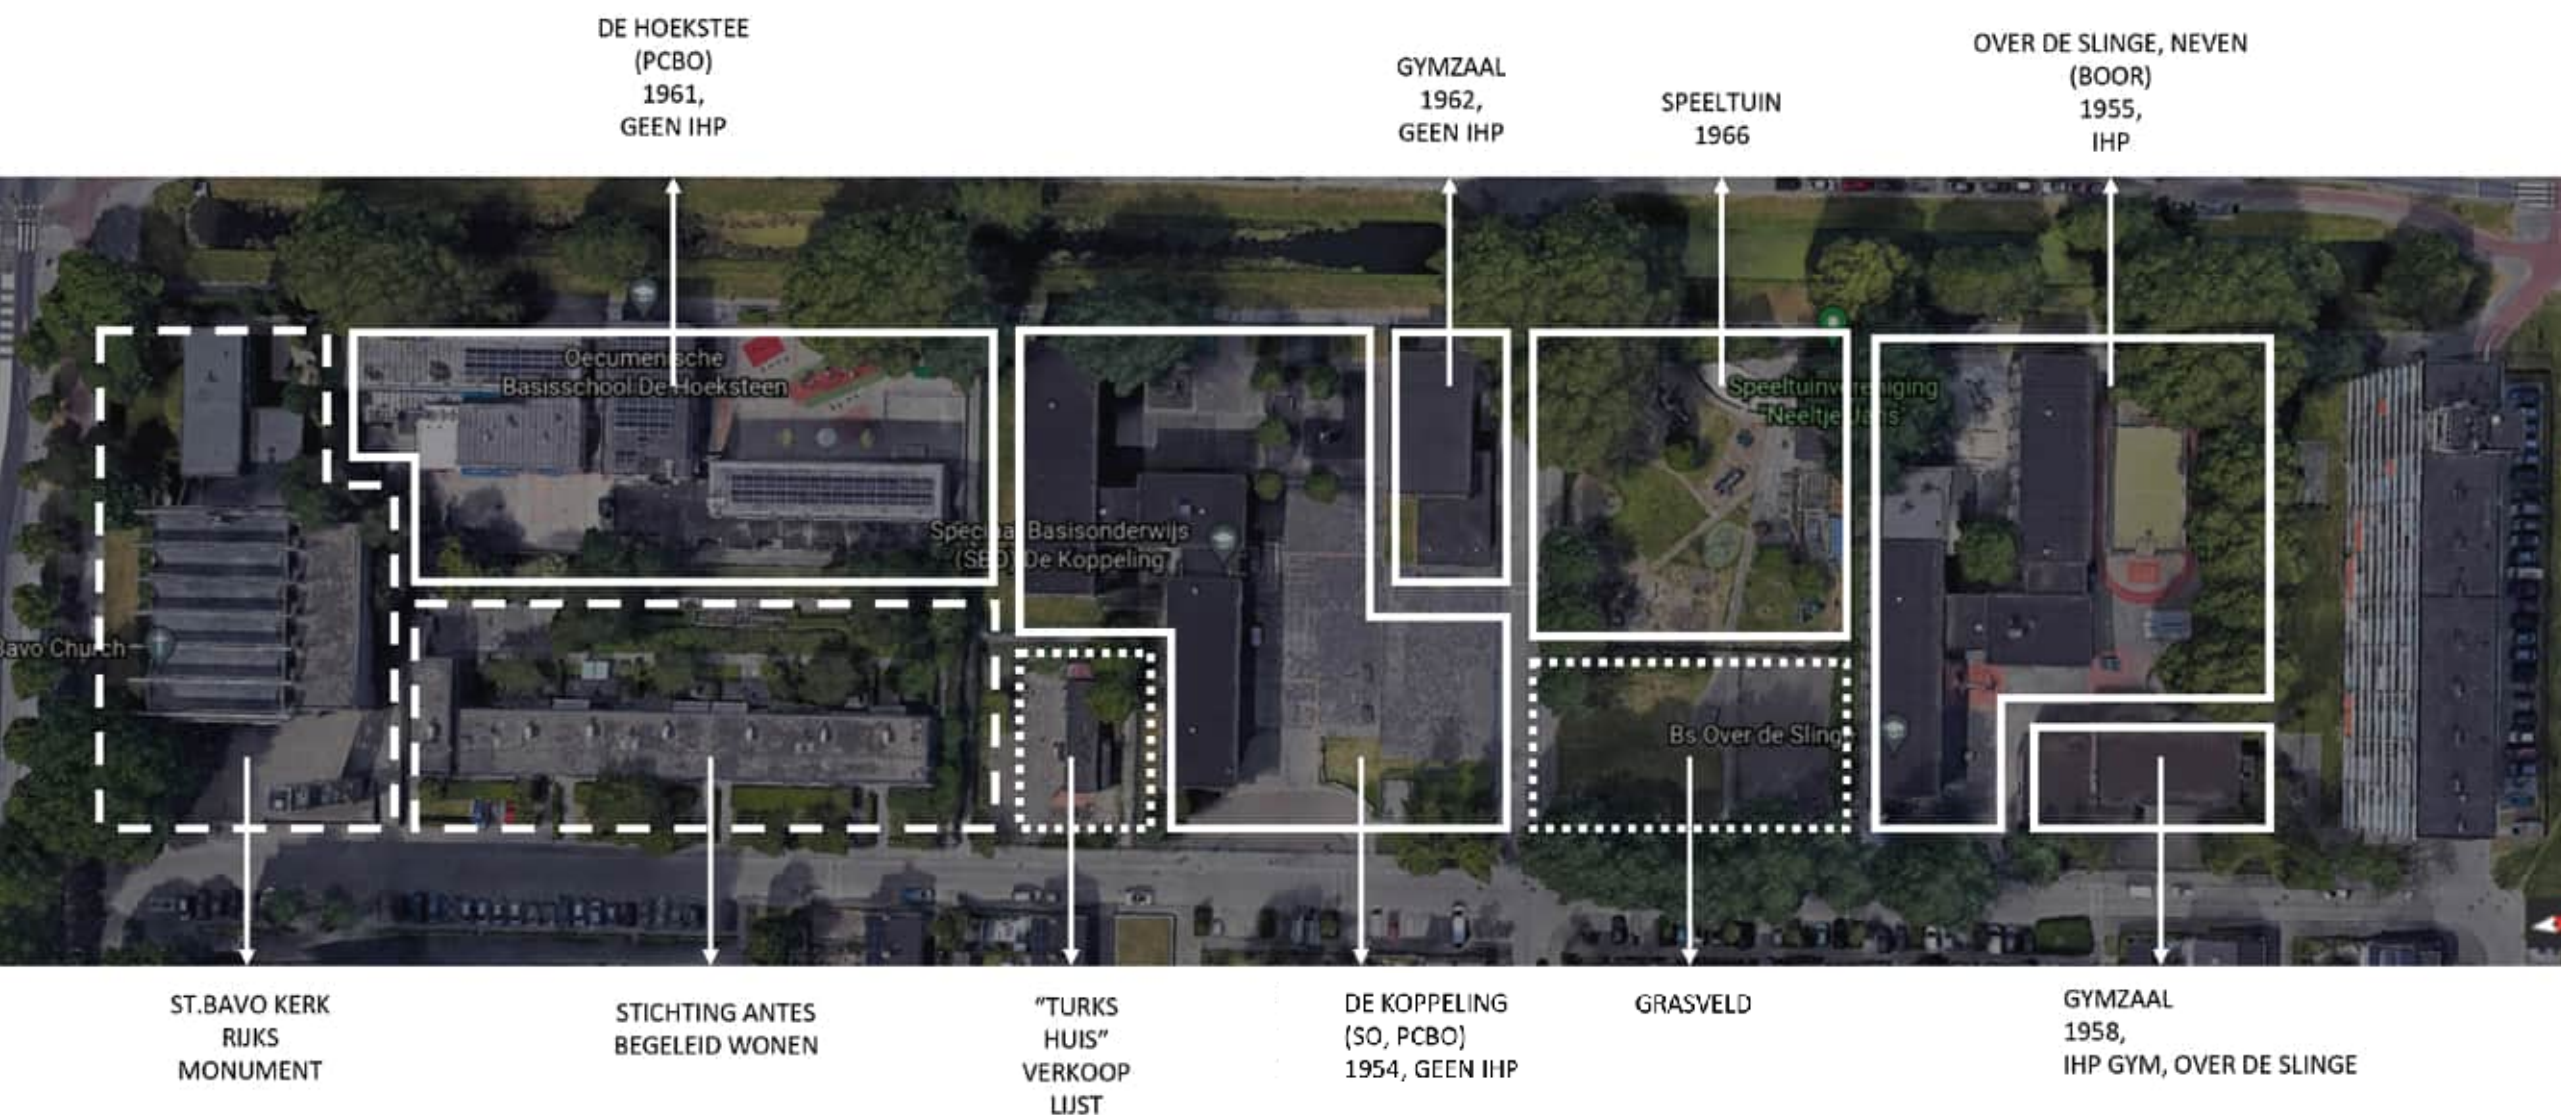 DE HOEKSTEE
(PCBO)
1961,
GEEN IHP
GYMZAAL
1962,
GEEN IHP
SPEELTUIN
1966
OVER DE SLINGE, NEVEN
(BOOR)
1955,
IHP
Oecumenische
Basisschool De Hoeksteen
Speeltuinvereniging
"Neeltje Jans"
Speciaal Basisonderwijs
(SBO) De Koppeling
Bavo Church
Bs Over de Slinge
ST.BAVO KERK
RIJKS
MONUMENT
STICHTING ANTES
BEGELEID WONEN
"TURKS
HUIS"
VERKOOP
LIJST
DE KOPPELING
(SO, PCBO)
1954, GEEN IHP
GRASVELD
GYMZAAL
1958,
IHP GYM, OVER DE SLINGE